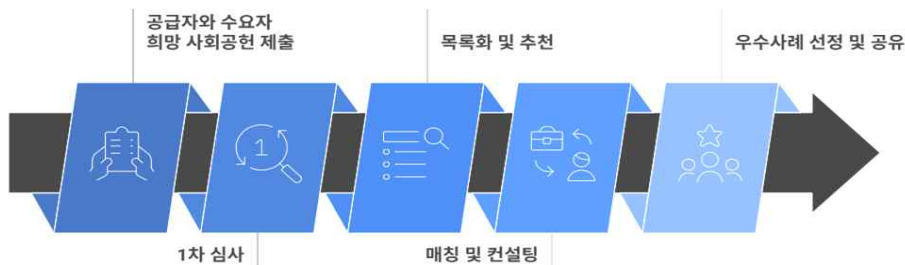 공급자와 수요자
희망 사회공헌 제출
1차 심사
목록화 및 추천
매칭 및 컨설팅
우수사례 선정 및 공유
1